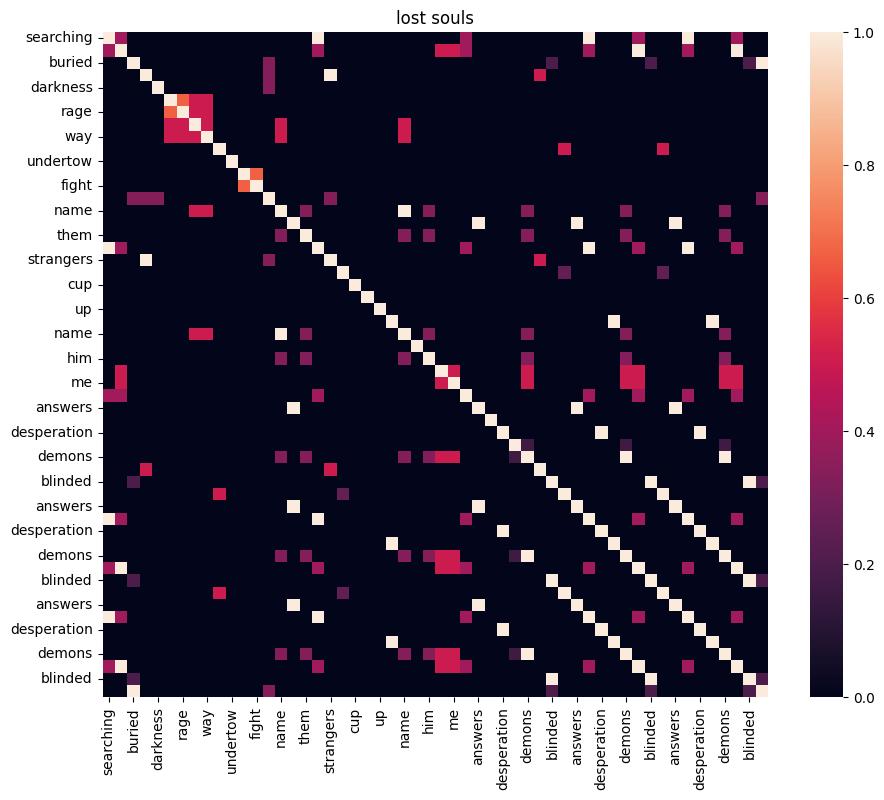 lost souls
searching
buried
darkness
rage
way
undertow
fight
name
them
strangers
cup
up
name
him
me
answers
desperation
demons
blinded
answers
desperation
demons
blinded
answers
desperation
demons
blinded
1.0
0.8
0.6
0.4
0.2
0.0
searching
buried
darkness
rage
way
undertow
fight
name
them
strangers
cup
up
name
him
me
answers
desperation
demons
blinded
answers
desperation
demons
blinded
answers
desperation
demons
blinded